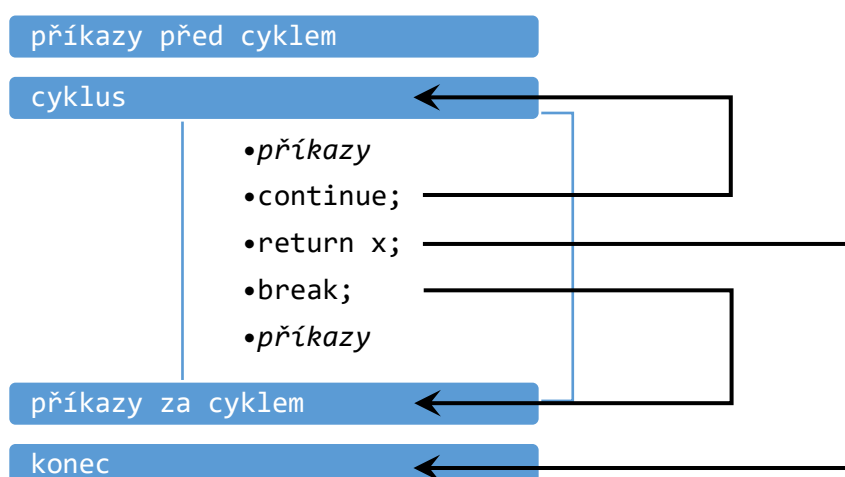 příkazy před cyklem
cyklus
•příkazy
•continue;
•return x;
•break;
•příkazy
příkazy za cyklem
konec